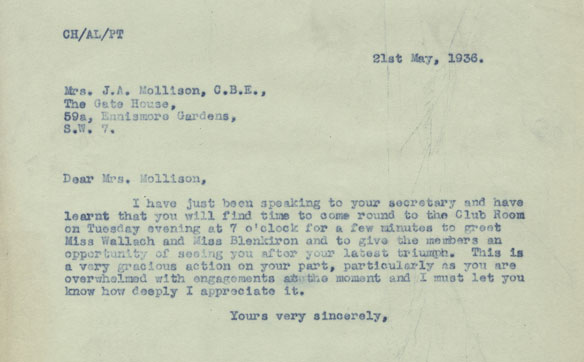 CH/AL/PT
21st May, 1936.
Mrs. J.A. Mollison, C.B.E.,
The Gate House,
59a, Ennismore Gardens,
S.W. 7.
Dear Mrs. Mollison,
I have just been speaking to your secretary and have
learnt that you will find time to come round to the Club Room
on Tuesday evening at 7 o'clock for a few minutes to greet
Miss Wallach and Miss Blenkiron and to give the members an
opportunity of seeing you after your latest triumph. This is
a very gracious action on your part, particularly as you are
overwhelmed with engagements at the moment and I must let you
know how deeply I appreciate it.
Yours very sincerely,